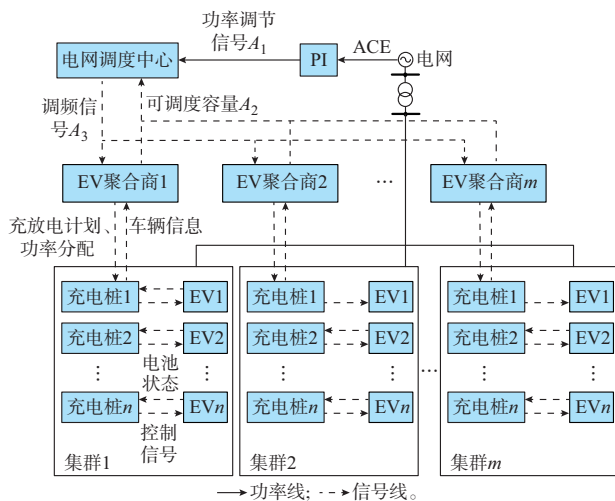 功率调节
信号A₁
ACE
电网
电网调度中心
PI
调频信
号A₃
可调度容量A₂
EV聚合商1
EV聚合商2
...
EV聚合商m
充放电计划、
功率分配
车辆信息
充电桩1
EV1
充电桩1
EV1
充电桩1
EV1
充电桩2
EV2
充电桩2
EV2
充电桩2
EV2
电池
状态
...
充电桩n
EVn
充电桩n
EVn
充电桩n
EVn
控制
信号
集群1
集群2
集群m
功率线; 信号线。